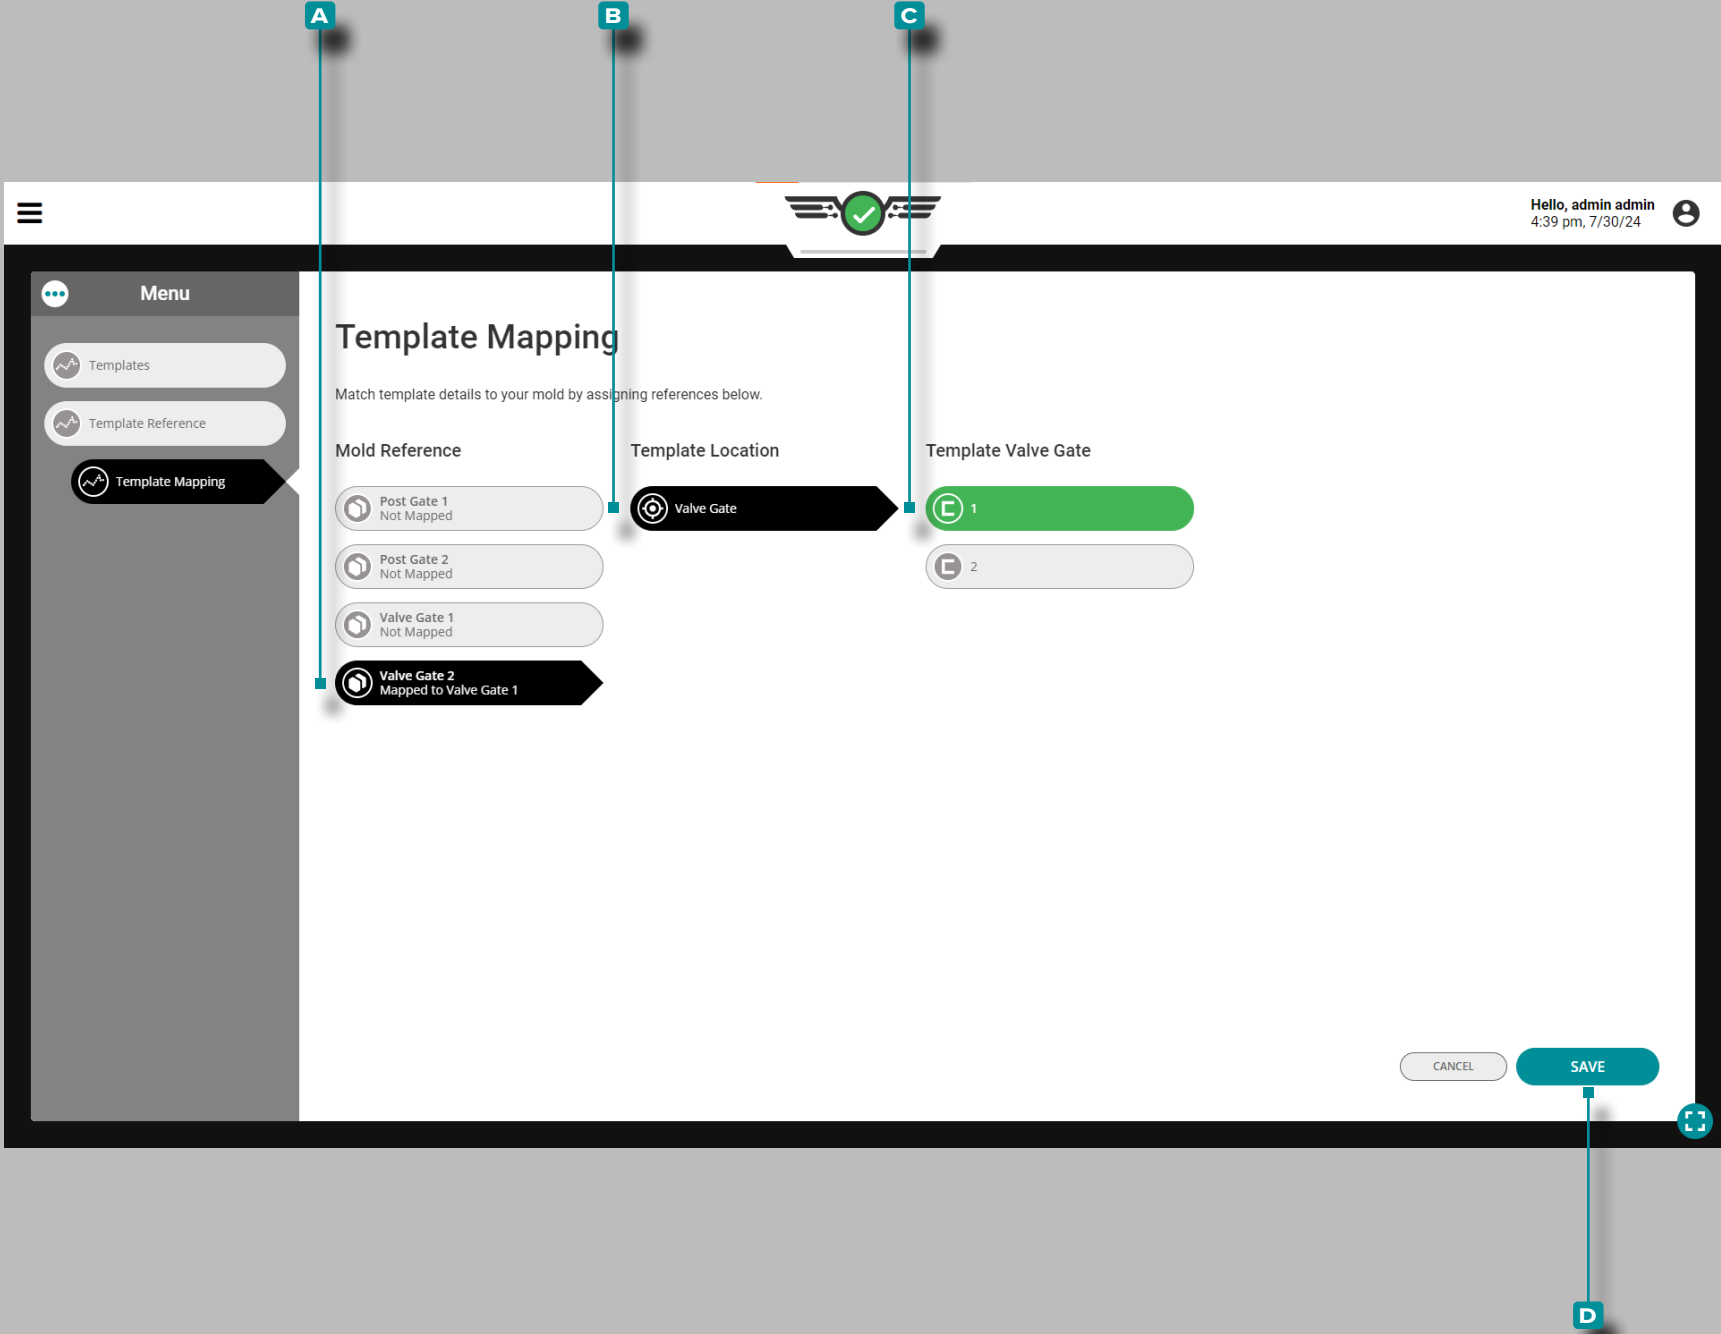 A
B
C
Hello, admin admin
4:39 pm, 7/30/24
Menu
Templates
Template Reference
Template Mapping
Template Mapping
Match template details to your mold by assigning references below.
Mold Reference
Template Location
Template Valve Gate
Post Gate 1
Not Mapped
Post Gate 2
Not Mapped
Valve Gate 1
Not Mapped
Valve Gate 2
Mapped to Valve Gate 1
Valve Gate
1
2
CANCEL
SAVE
D